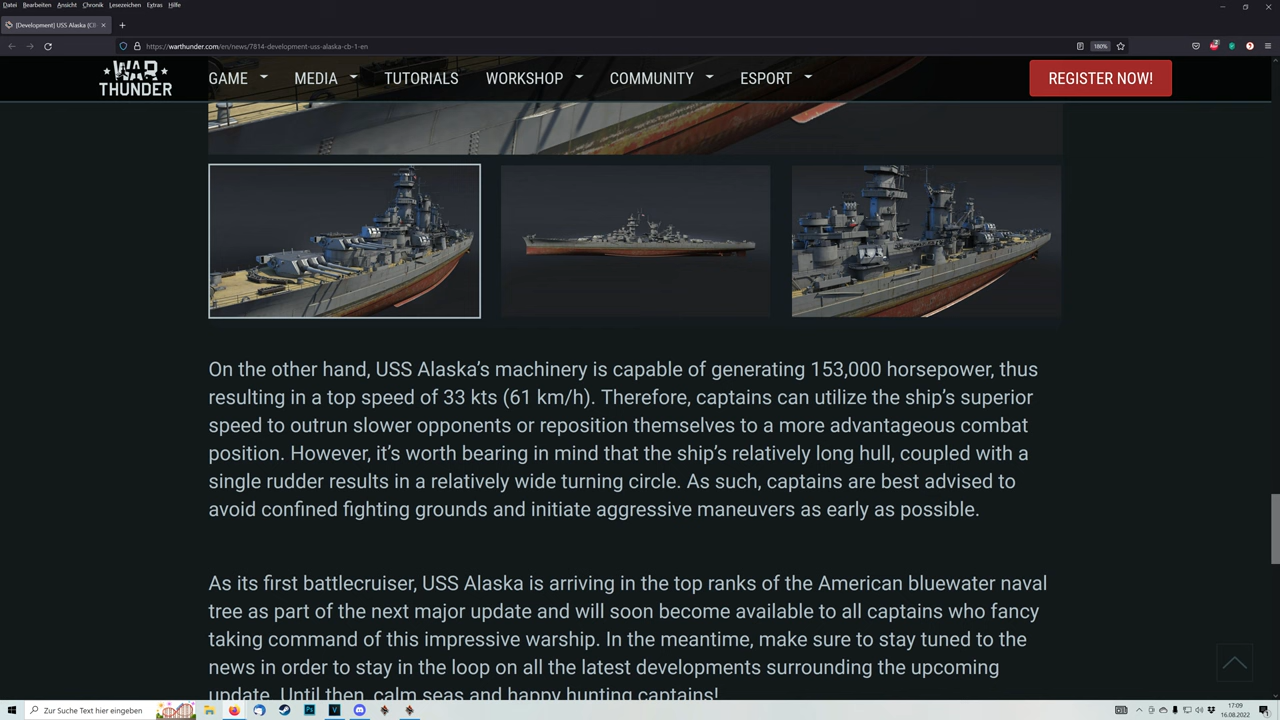 Datei Bearbeiten Ansicht Chronik Lesezeichen Extras Hilfe
[Development] USS Alaska (CB
https://warthunder.com/en/news/7814-development-uss-alaska-cb-1-en
180%
WAR
THUNDER
GAME MEDIA TUTORIALS WORKSHOP COMMUNITY ESPORT
REGISTER NOW!
On the other hand, USS Alaska’s machinery is capable of generating 153,000 horsepower, thus
resulting in a top speed of 33 kts (61 km/h). Therefore, captains can utilize the ship’s superior
speed to outrun slower opponents or reposition themselves to a more advantageous combat
position. However, it’s worth bearing in mind that the ship’s relatively long hull, coupled with a
single rudder results in a relatively wide turning circle. As such, captains are best advised to
avoid confined fighting grounds and initiate aggressive maneuvers as early as possible.
As its first battlecruiser, USS Alaska is arriving in the top ranks of the American bluewater naval
tree as part of the next major update and will soon become available to all captains who fancy
taking command of this impressive warship. In the meantime, make sure to stay tuned to the
news in order to stay in the loop on all the latest developments surrounding the upcoming
update. Until then, calm seas and happy hunting captains!
Zur Suche Text hier eingeben
17:09
16.08.2022